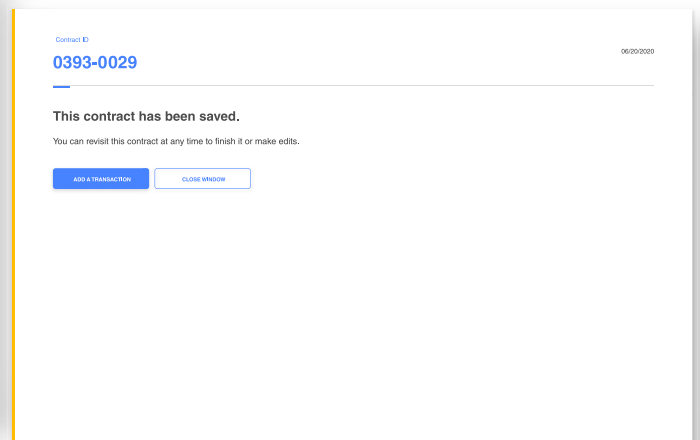 Contract ID
0393-0029
06/20/2020
This contract has been saved.
You can revisit this contract at any time to finish it or make edits.
ADD A TRANSACTION
CLOSE WINDOW